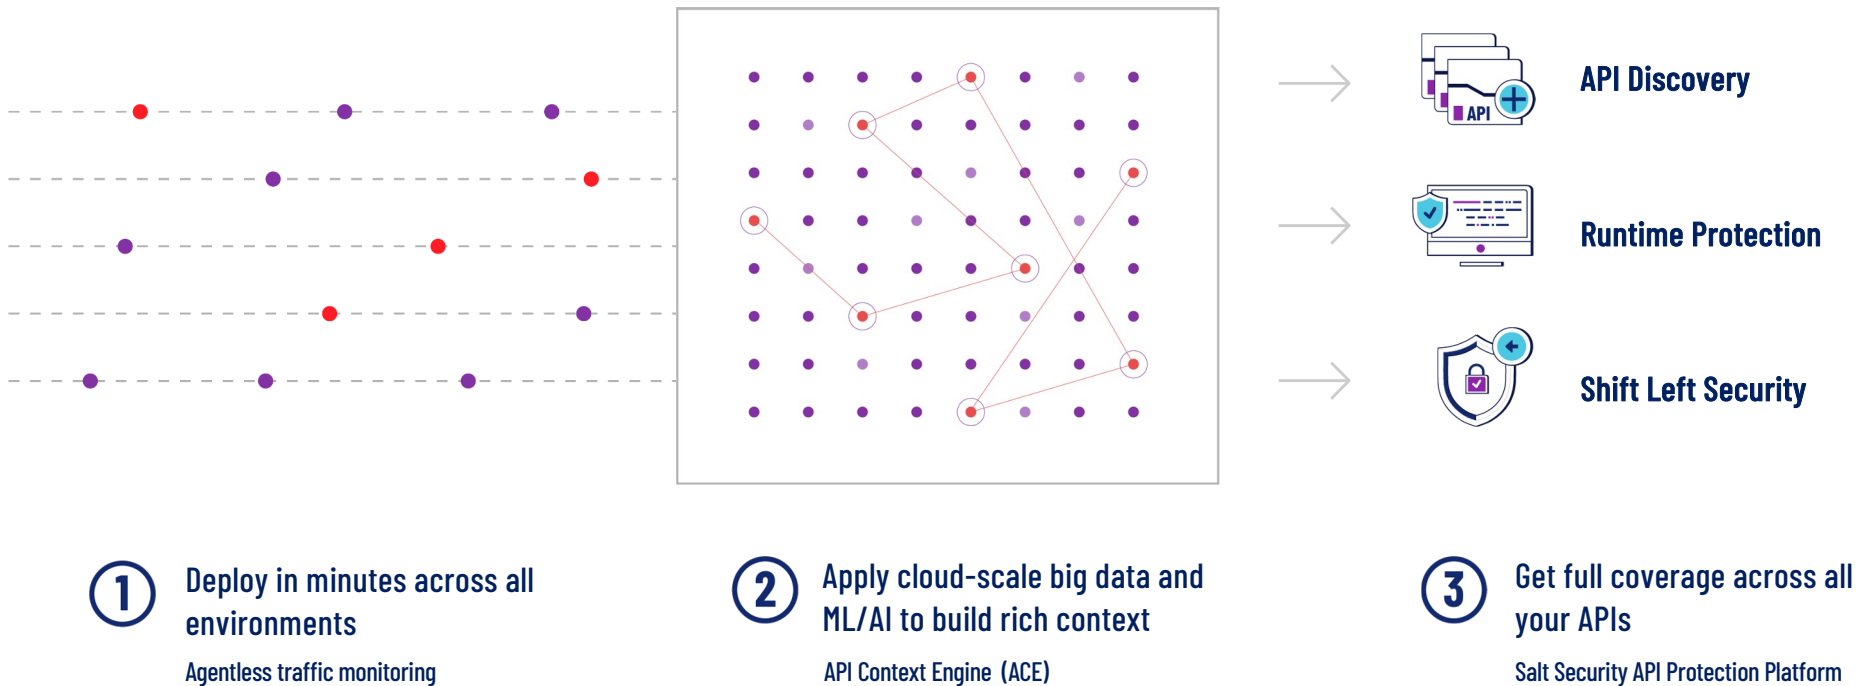 API
API Discovery
Runtime Protection
Shift Left Security
1
Deploy in minutes across all
environments
Agentless traffic monitoring
2
Apply cloud-scale big data and
ML/AI to build rich context
API Context Engine (ACE)
3
Get full coverage across all
your APIs
Salt Security API Protection Platform